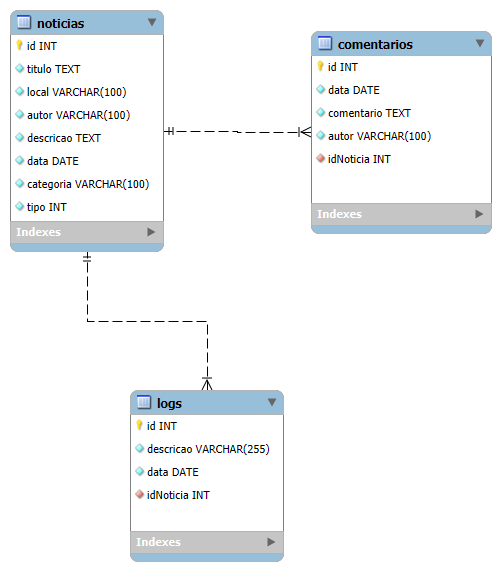 noticias
id INT
titulo TEXT
local VARCHAR(100)
autor VARCHAR(100)
descricao TEXT
data DATE
categoria VARCHAR(100)
tipo INT
Indexes
comentarios
id INT
data DATE
comentario TEXT
autor VARCHAR(100)
idNoticia INT
Indexes
logs
id INT
descricao VARCHAR(255)
data DATE
idNoticia INT
Indexes